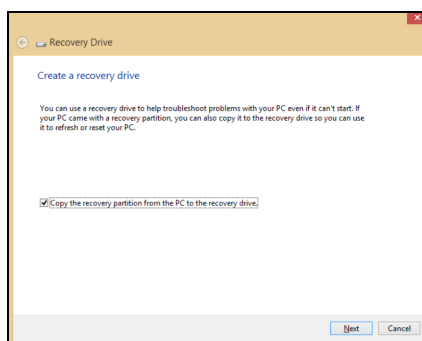 Recovery Drive
Create a recovery drive
You can use a recovery drive to help troubleshoot problems with your PC even if it can't start. If
your PC came with a recovery partition, you can also copy it to the recovery drive so you can use
it to refresh or reset your PC.
Copy the recovery partition from the PC to the recovery drive.
Next Cancel